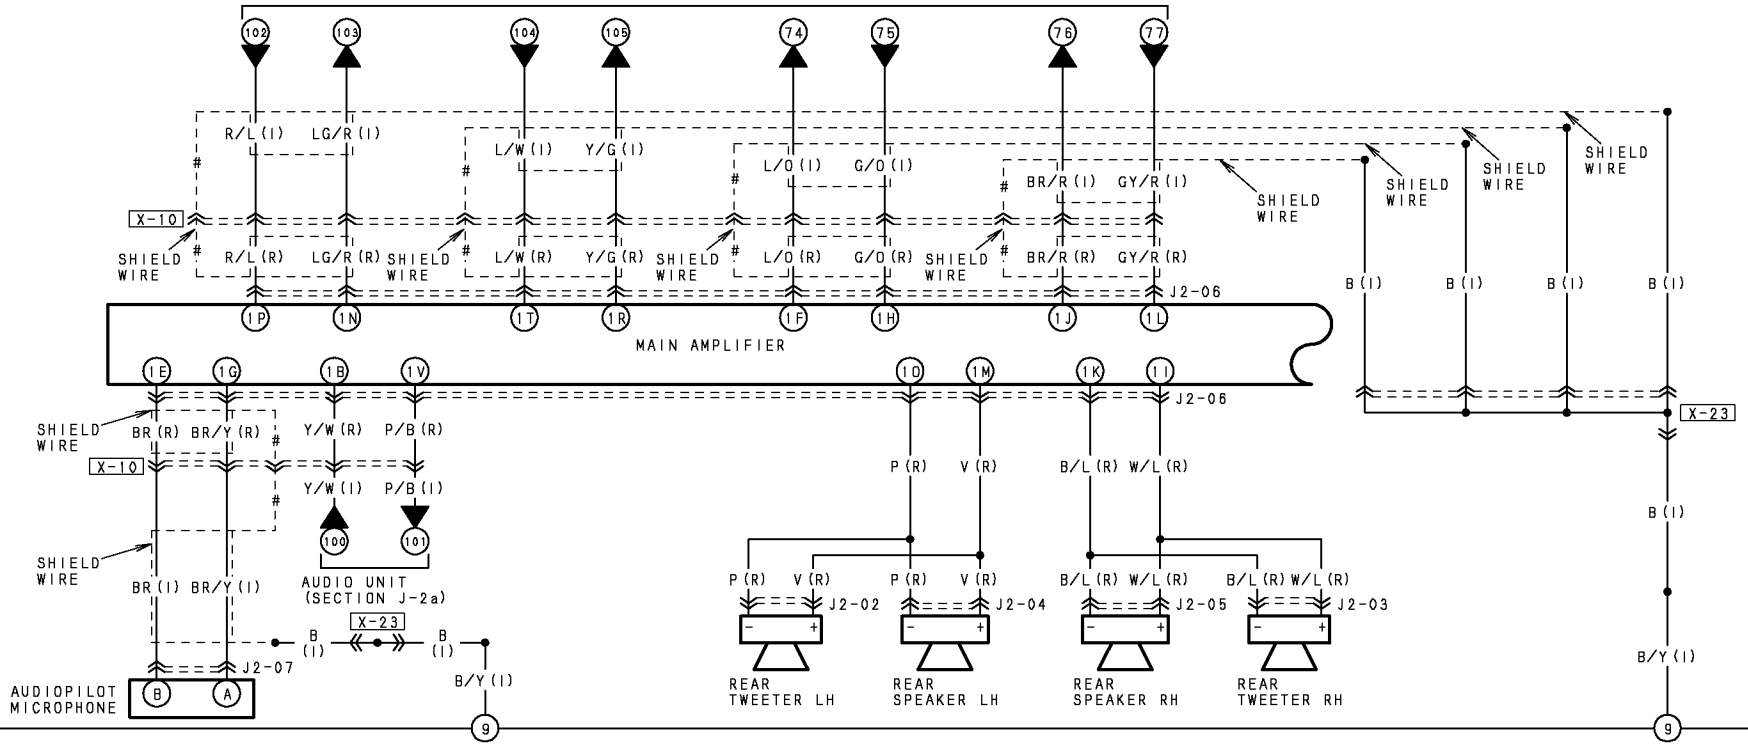 102 103 104 105 74 75 76 77
R/L (I) LG/R (I) L/W (I) Y/G (I) L/O (I) G/O (I) BR/R (I) GY/R (I)
SHIELD WIRE SHIELD WIRE SHIELD WIRE SHIELD WIRE
# # # #
X-10
SHIELD WIRE # R/L (R) LG/R (R) SHIELD WIRE # L/W (R) Y/G (R) SHIELD WIRE # L/O (R) G/O (R) SHIELD WIRE # BR/R (R) GY/R (R)
B (I) B (I) B (I) B (I)
J2-06
1P 1N 1T 1R 1F 1H 1J 1L
MAIN AMPLIFIER
1E 1G 1B 1V 1O 1M 1K 1I
J2-06
X-23
SHIELD WIRE BR (R) BR/Y (R) # Y/W (R) P/B (R)
X-10
P (R) V (R) B/L (R) W/L (R)
# Y/W (I) P/B (I)
B (I)
100 101
SHIELD WIRE
AUDIO UNIT
(SECTION J-2a)
BR (I) BR/Y (I)
P (R) V (R) P (R) V (R) B/L (R) W/L (R) B/L (R) W/L (R)
J2-02 J2-04 J2-05 J2-03
X-23
- + - + - + - +
B (I) B (I)
B/Y (I)
J2-07
B/Y (I)
B A
AUDIOPILOT
MICROPHONE
REAR
TWEETER LH
REAR
SPEAKER LH
REAR
SPEAKER RH
REAR
TWEETER RH
9 9